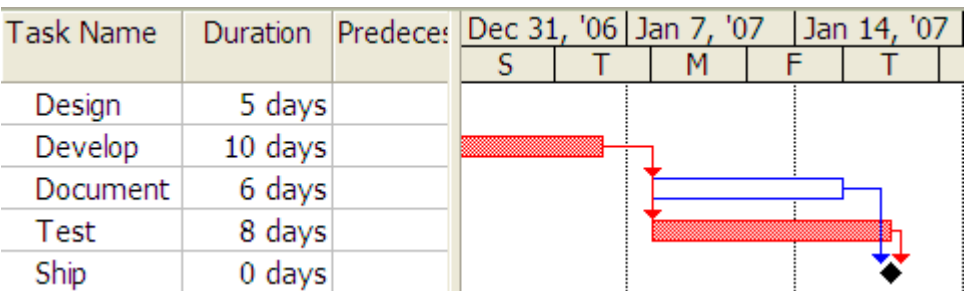 Task Name Duration Predeces Dec 31, '06 Jan 7, '07 Jan 14, '07
S T M F T
Design 5 days
Develop 10 days
Document 6 days
Test 8 days
Ship 0 days